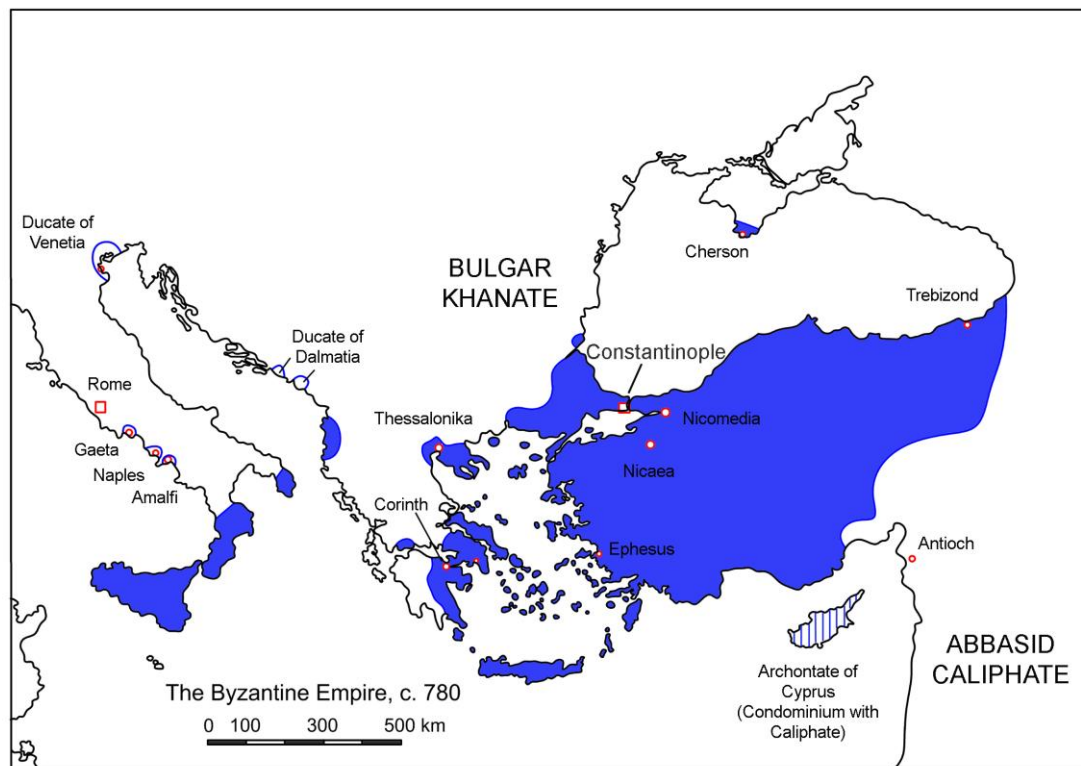 Ducate of
Venetia
BULGAR
KHANATE
Cherson
Trebizond
Ducate of
Dalmatia
Constantinople
Rome
Thessalonika
Nicomedia
Gaeta
Nicaea
Naples
Amalfi
Corinth
Ephesus
Antioch
ABBASID
CALIPHATE
Archontate of
Cyprus
(Condominium with
Caliphate)
The Byzantine Empire, c. 780
0 100 300 500 km